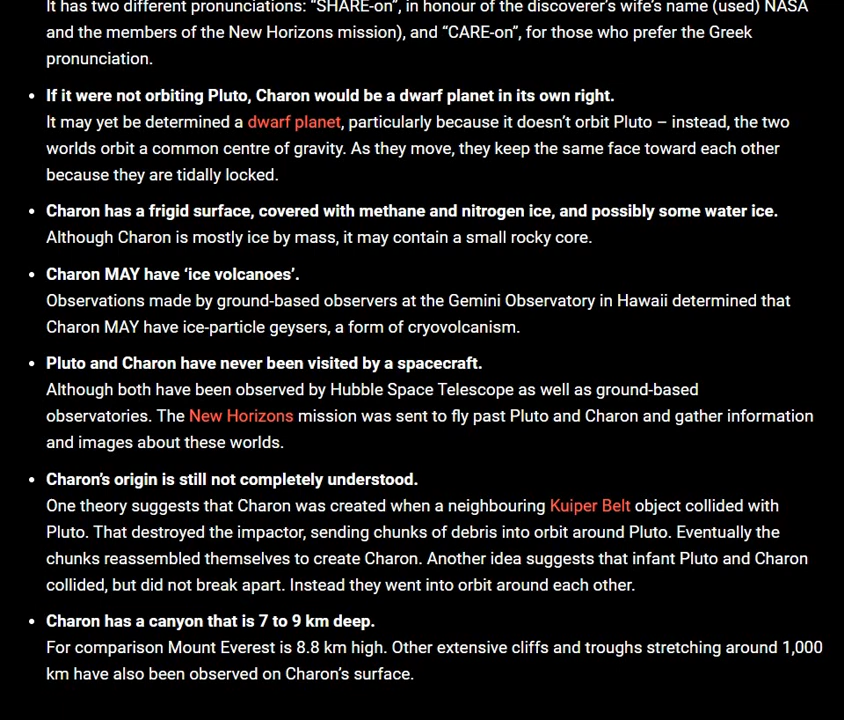 It has two different pronunciations: “SHARE-on”, in honour of the discoverer’s wife’s name (used) NASA
and the members of the New Horizons mission), and “CARE-on”, for those who prefer the Greek
pronunciation.
• If it were not orbiting Pluto, Charon would be a dwarf planet in its own right.
It may yet be determined a dwarf planet, particularly because it doesn’t orbit Pluto – instead, the two
worlds orbit a common centre of gravity. As they move, they keep the same face toward each other
because they are tidally locked.
• Charon has a frigid surface, covered with methane and nitrogen ice, and possibly some water ice.
Although Charon is mostly ice by mass, it may contain a small rocky core.
• Charon MAY have ‘ice volcanoes’.
Observations made by ground-based observers at the Gemini Observatory in Hawaii determined that
Charon MAY have ice-particle geysers, a form of cryovolcanism.
• Pluto and Charon have never been visited by a spacecraft.
Although both have been observed by Hubble Space Telescope as well as ground-based
observatories. The New Horizons mission was sent to fly past Pluto and Charon and gather information
and images about these worlds.
• Charon’s origin is still not completely understood.
One theory suggests that Charon was created when a neighbouring Kuiper Belt object collided with
Pluto. That destroyed the impactor, sending chunks of debris into orbit around Pluto. Eventually the
chunks reassembled themselves to create Charon. Another idea suggests that infant Pluto and Charon
collided, but did not break apart. Instead they went into orbit around each other.
• Charon has a canyon that is 7 to 9 km deep.
For comparison Mount Everest is 8.8 km high. Other extensive cliffs and troughs stretching around 1,000
km have also been observed on Charon’s surface.